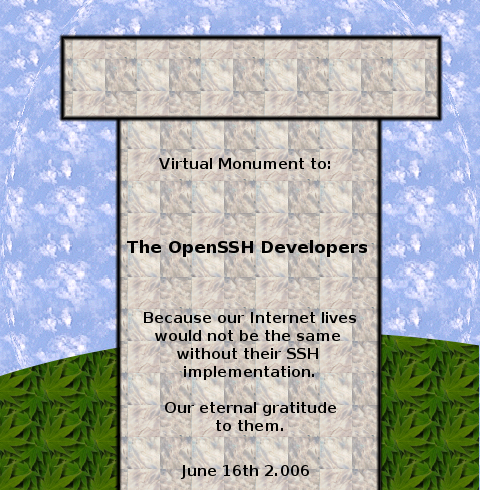 Virtual Monument to:
The OpenSSH Developers
Because our Internet lives
would not be the same
without their SSH
implementation.
Our eternal gratitude
to them.
June 16th 2.006